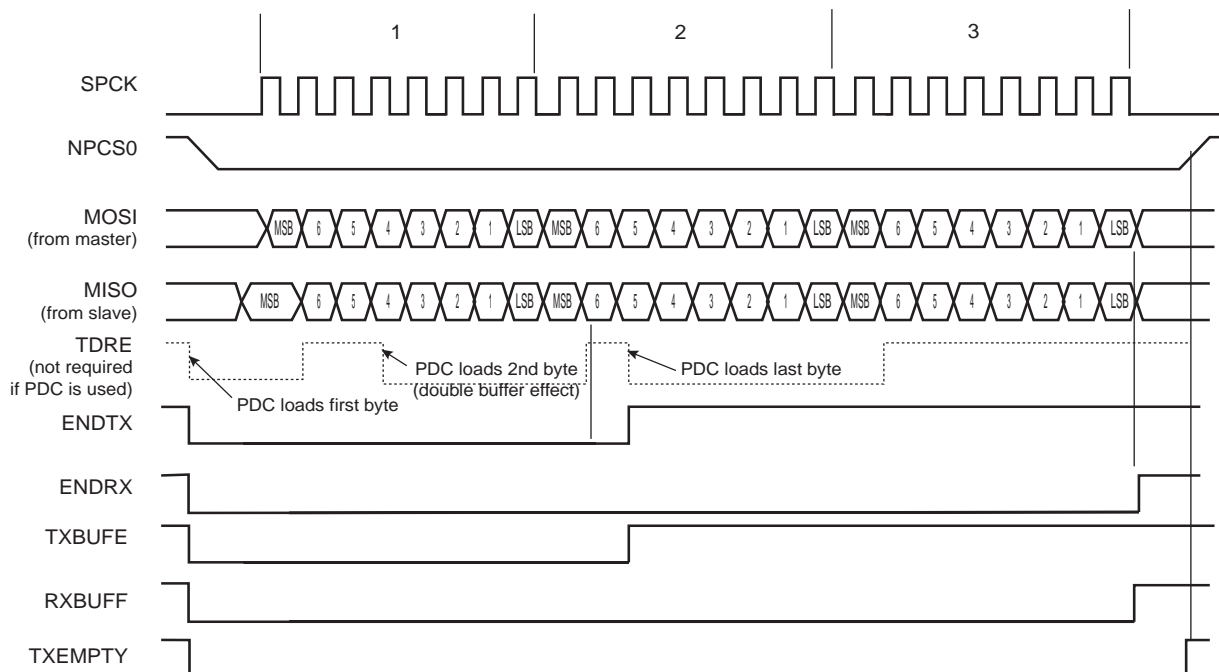 1 2 3
SPCK
NPCS0
MOSI
(from master)
MSB 6 5 4 3 2 1 LSB MSB 6 5 4 3 2 1 LSB MSB 6 5 4 3 2 1 LSB
MISO
(from slave)
MSB 6 5 4 3 2 1 LSB MSB 6 5 4 3 2 1 LSB MSB 6 5 4 3 2 1 LSB
TDRE
(not required
if PDC is used)
PDC loads first byte
PDC loads 2nd byte
(double buffer effect)
PDC loads last byte
ENDTX
ENDRX
TXBUFE
RXBUFF
TXEMPTY